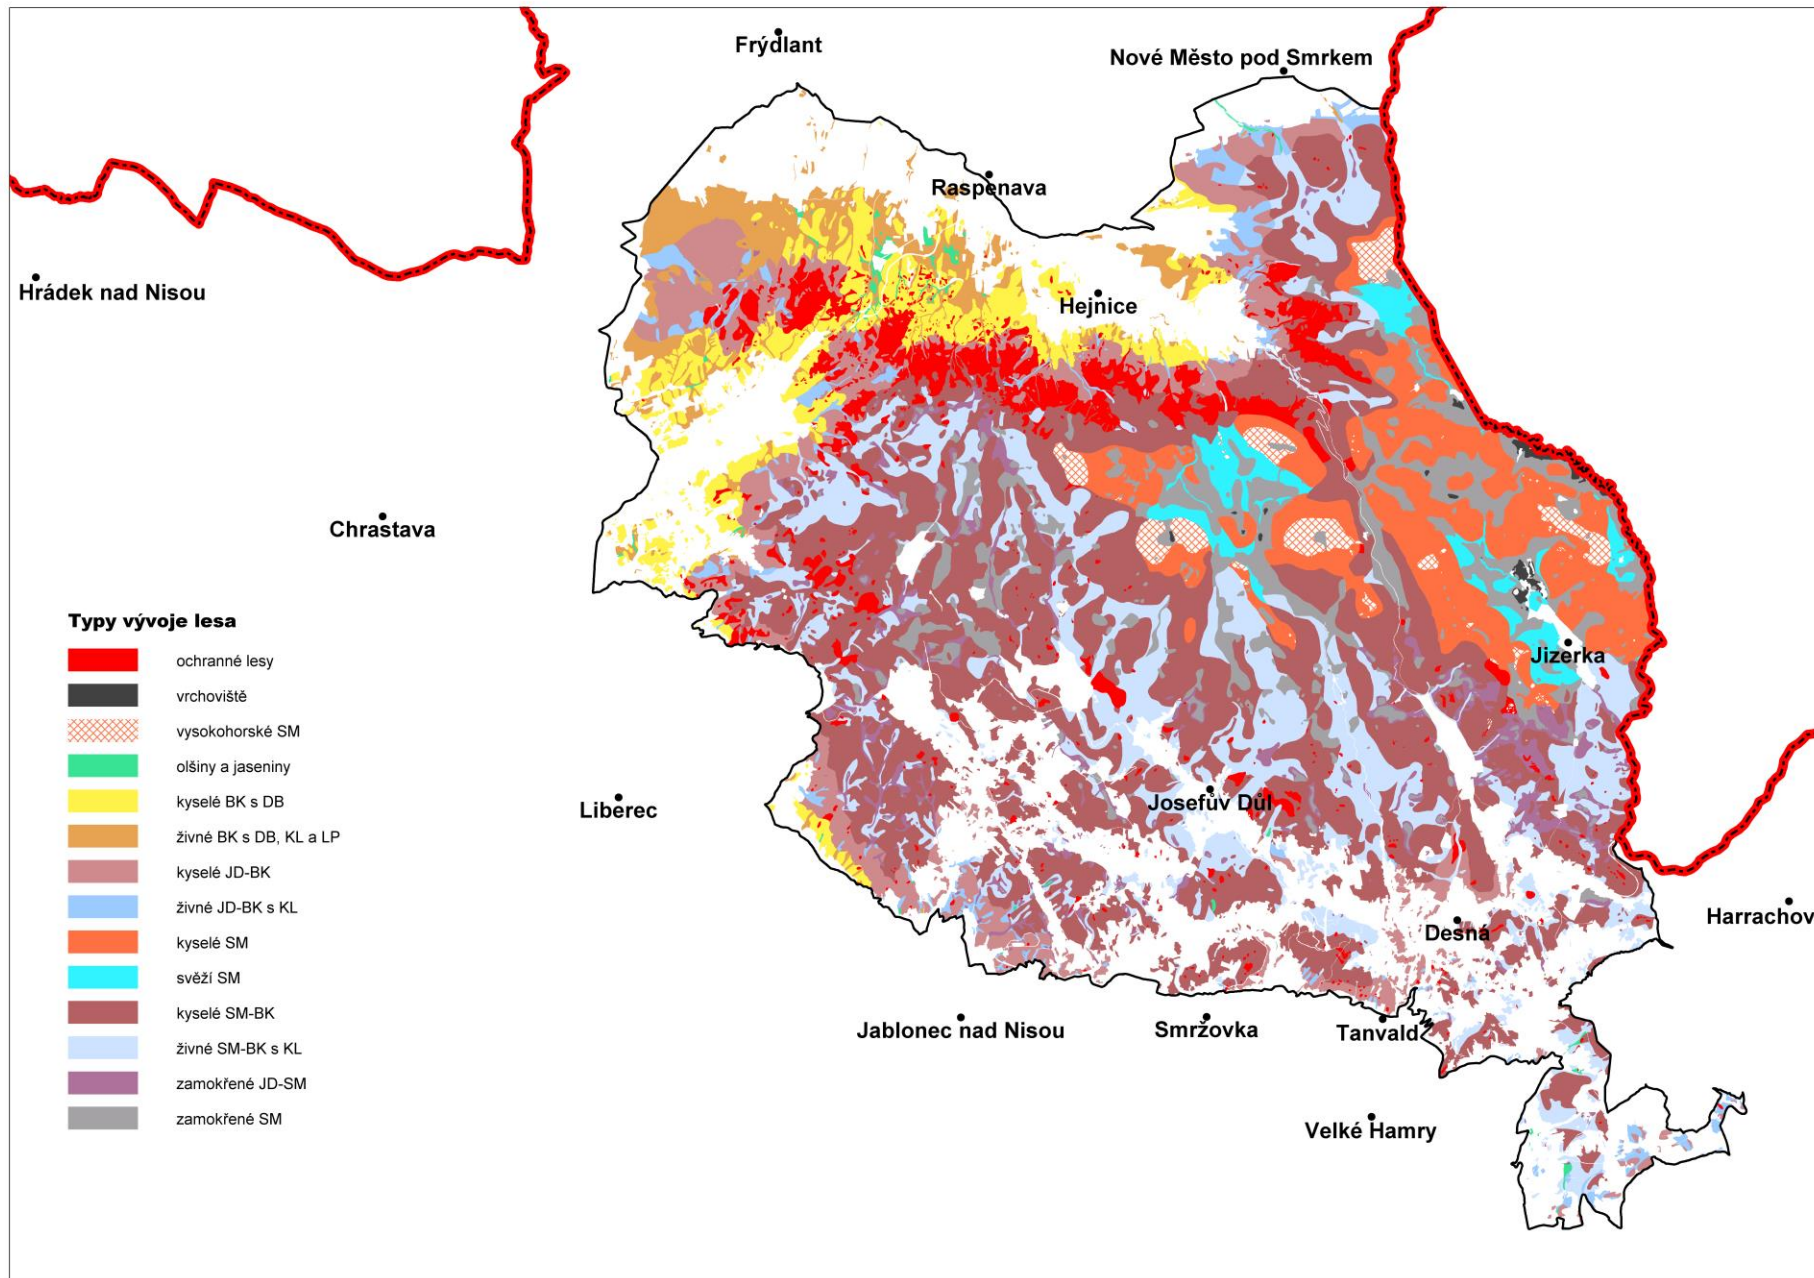 Frýdlant
Nové Město pod Smrkem
Raspenava
Hrádek nad Nisou
Hejnice
Chrastava
Typy vývoje lesa
ochranné lesy
vrchoviště
vysokohorské SM
olšiny a jaseniny
kyselé BK s DB
živné BK s DB, KL a LP
kyselé JD-BK
živné JD-BK s KL
kyselé SM
svěží SM
kyselé SM-BK
živné SM-BK s KL
zamokřené JD-SM
zamokřené SM
Jizerka
Liberec
Josefův Důl
Harrachov
Desná
Jablonec nad Nisou
Smržovka
Tanvald
Velké Hamry